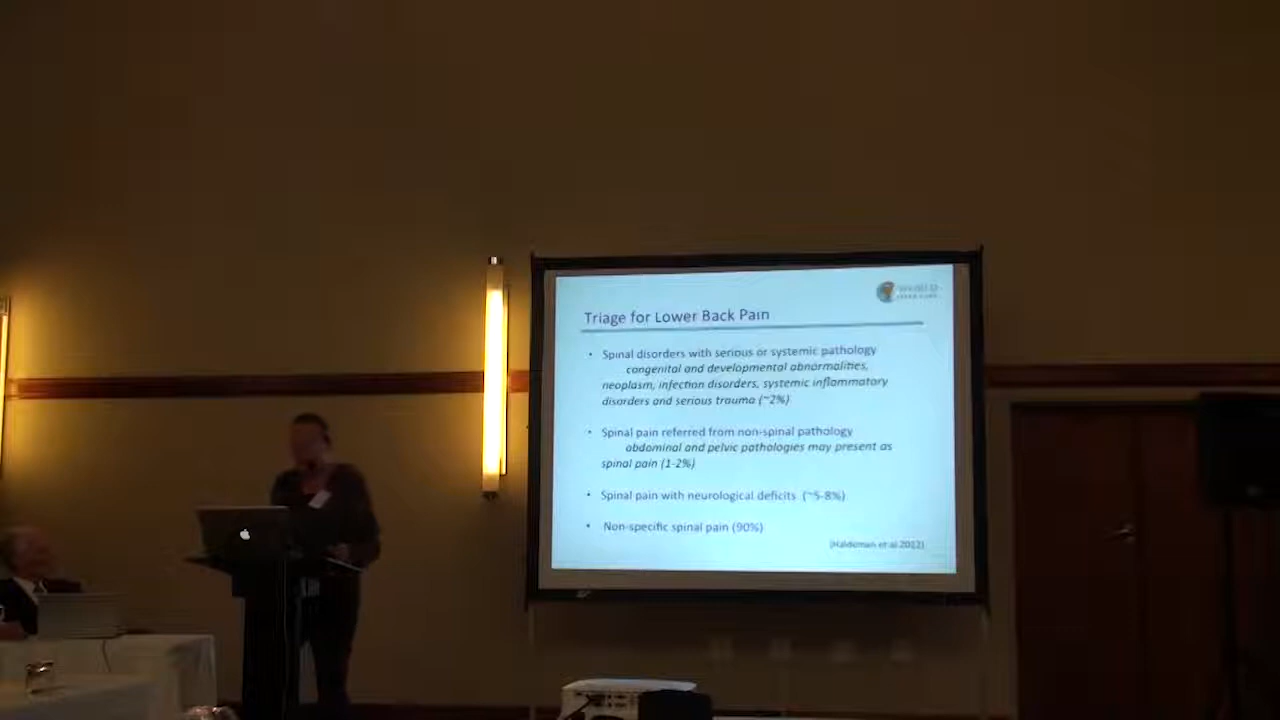 WORLD
Triage for Lower Back Pain
• Spinal disorders with serious or systemic pathology
congenital and developmental abnormalities,
neoplasm, infection disorders, systemic inflammatory
disorders and serious trauma (~2%)
• Spinal pain referred from non-spinal pathology
abdominal and pelvic pathologies may present as
spinal pain (1-2%)
• Spinal pain with neurological deficits (~5-8%)
• Non-specific spinal pain (90%)
(Haldeman et al 2012)